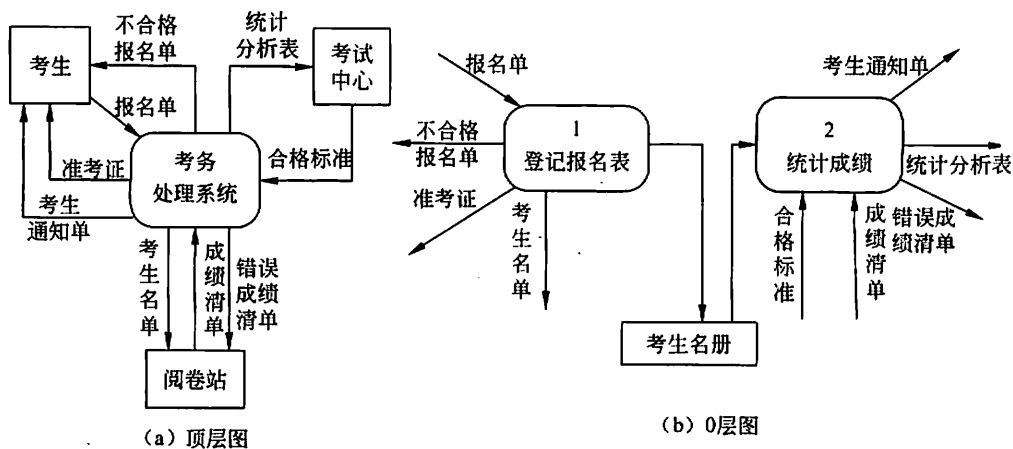 考生
不合格
报名单
统计
分析表
考试
中心
报名单
准考证
考生
通知单
考务
处理系统
合格标准
考生名单
成绩清单
错误
成绩
清单
阅卷站
(a) 顶层图
报名单
不合格
报名单
准考证
1
登记报名表
考生名单
考生名册
2
统计成绩
考生通知单
统计分析表
错误成
绩清单
合格标准
成绩清单
(b) 0层图